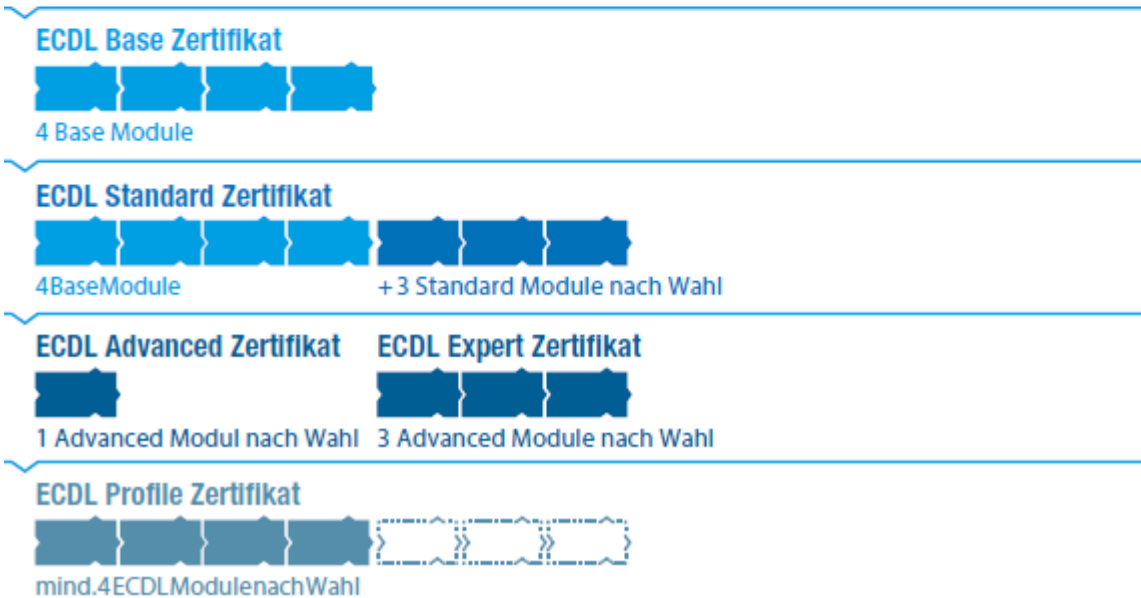 ECDL Base Zertifikat
4 Base Module
ECDL Standard Zertifikat
4BaseModule +3 Standard Module nach Wahl
ECDL Advanced Zertifikat ECDL Expert Zertifikat
1 Advanced Modul nach Wahl 3 Advanced Module nach Wahl
ECDL Profile Zertifikat
mind.4ECDLModulenachWahl